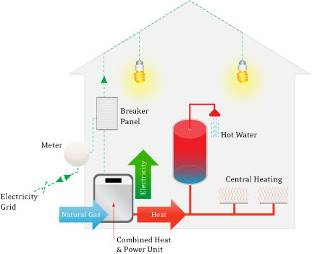 Breaker
Panel
Meter
Hot Water
Electricity
Central Heating
Electricity
Grid
Natural Gas
Heat
Combined Heat
& Power Unit